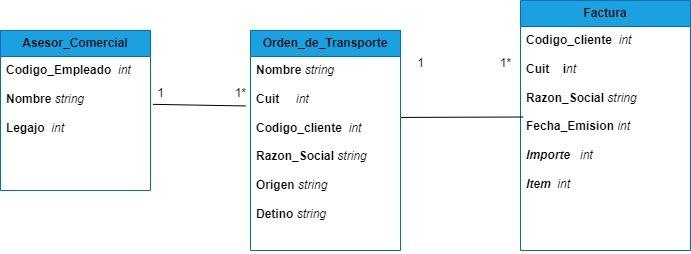 Asesor_Comercial
Codigo_Empleado int
Nombre string
Legajo int
1
1*
Orden_de_Transporte
Nombre string
Cuit int
Codigo_cliente int
Razon_Social string
Origen string
Detino string
1
1*
Factura
Codigo_cliente int
Cuit int
Razon_Social string
Fecha_Emision int
Importe int
Item int